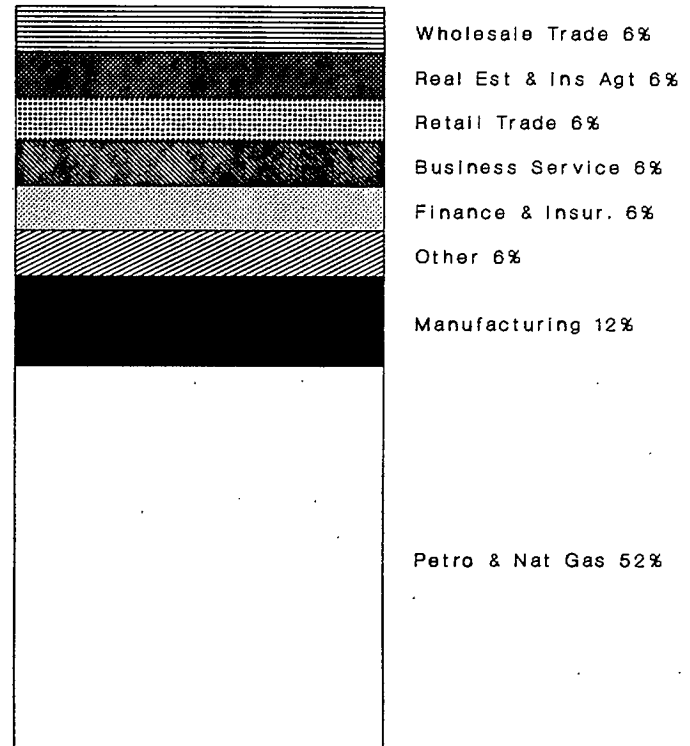 Wholesale Trade 6%
Real Est & Ins Agt 6%
Retail Trade 6%
Business Service 6%
Finance & Insur. 6%
Other 6%
Manufacturing 12%
Petro & Nat Gas 52%